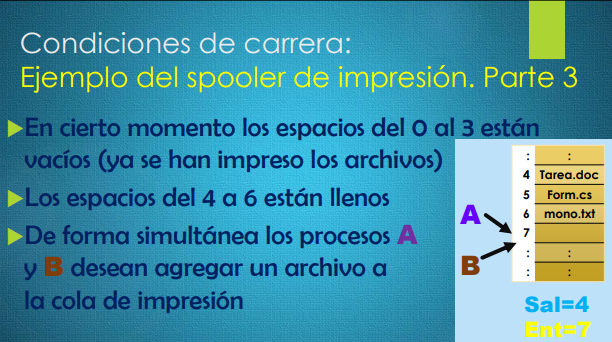 Condiciones de carrera:
Ejemplo del spooler de impresión. Parte 3
En cierto momento los espacios del 0 al 3 están
vacíos (ya se han impreso los archivos)
Los espacios del 4 a 6 están llenos
De forma simultánea los procesos A
y B desean agregar un archivo a
la cola de impresión
: :
4 Tarea.doc
5 Form.cs
6 mono.txt
7
: :
: :
A
B
Sal=4
Ent=7